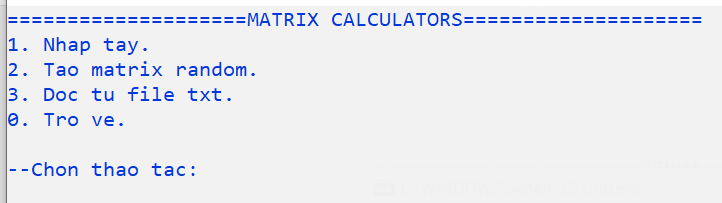 ====================MATRIX CALCULATORS====================
1. Nhap tay.
2. Tao matrix random.
3. Doc tu file txt.
0. Tro ve.
--Chon thao tac: